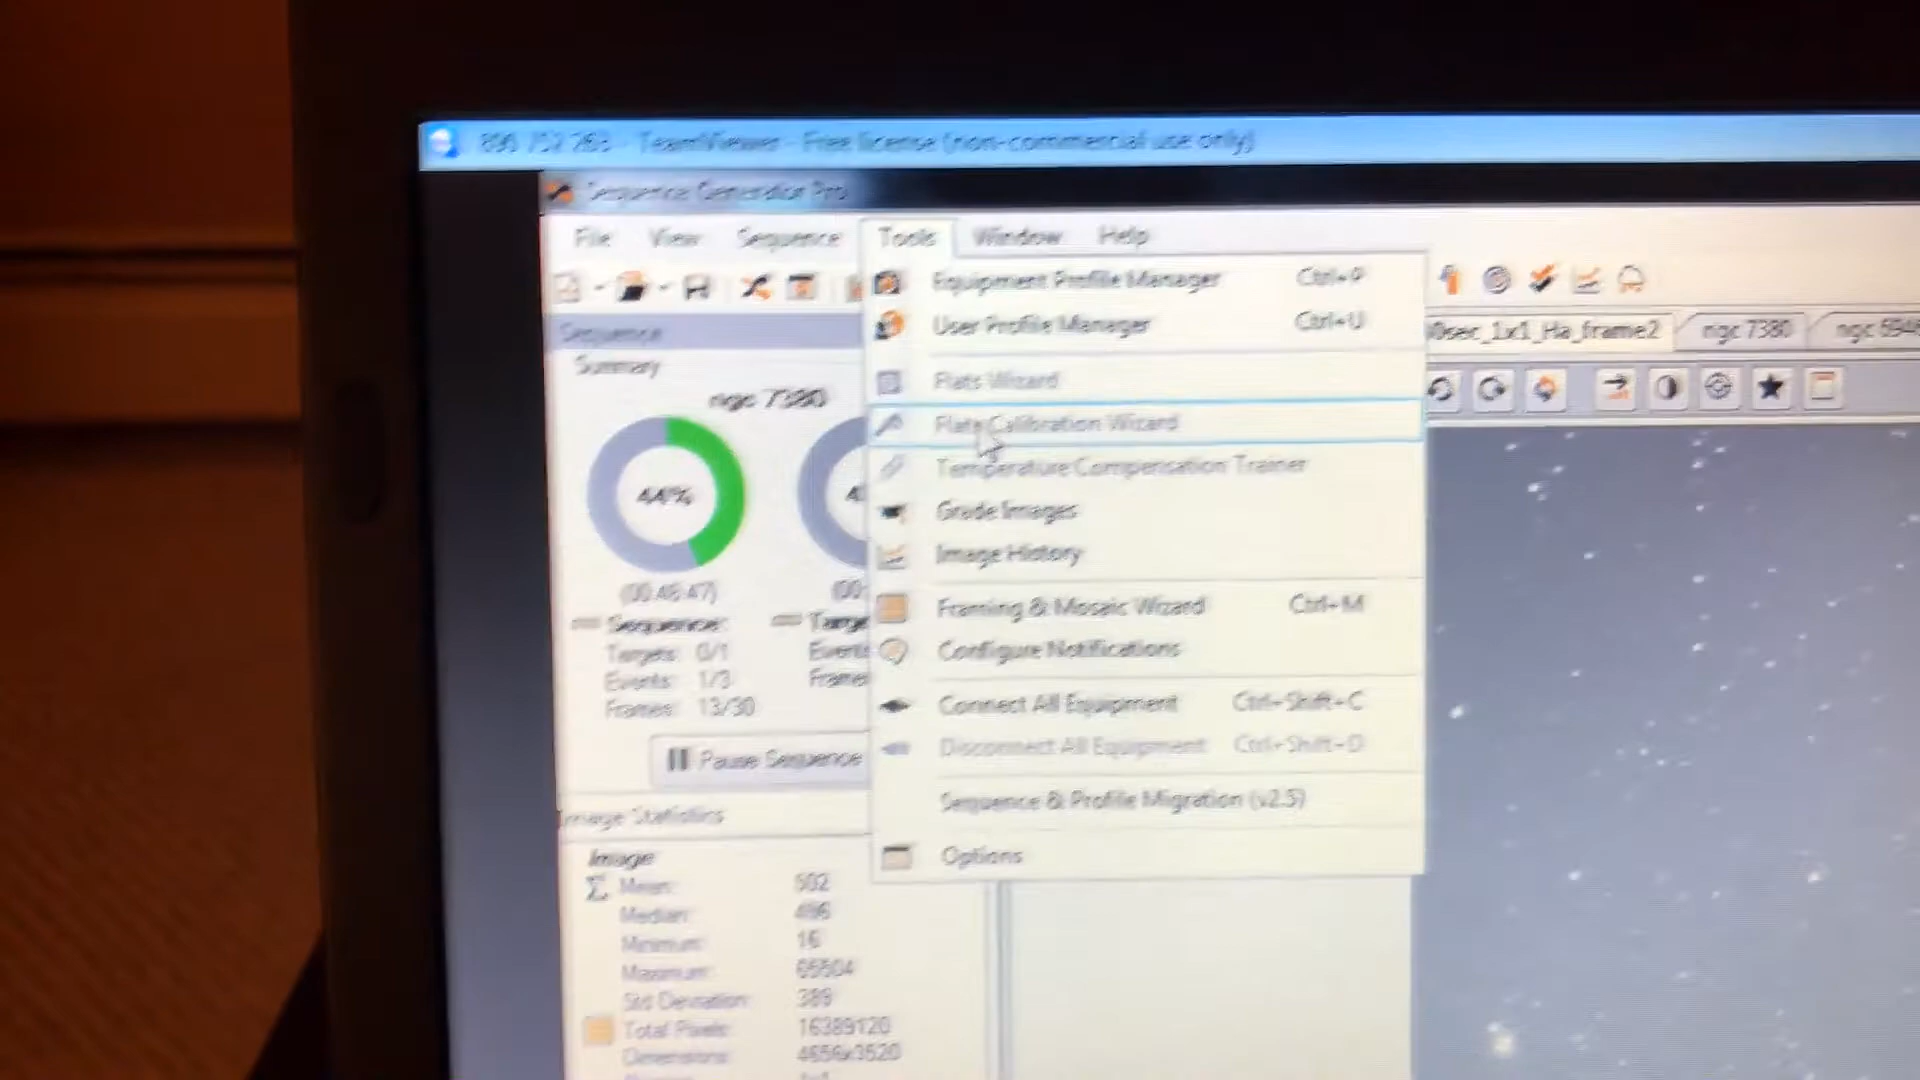 TeamViewer - Free license (non-commercial use only)
Sequence Generator Pro
File View Sequence Tools Window Help
Equipment Profile Manager Ctrl+P
User Profile Manager Ctrl+U
Flats Wizard
Calibration Wizard
Temperature Compensation Trainer
Grade Images
Image History
Framing & Mosaic Wizard Ctrl+M
Configure Notifications
Connect All Equipment Ctrl+Shift+C
Disconnect All Equipment Ctrl+Shift+D
Sequence & Profile Migration (v2.5)
Options
0sec_1x1_Ha_frame2 ngc 7380 ngc
Sequence
Summary
ngc 7380
44%
Sequence:
Targets: 0/1
Events: 1/3
Frames: 13/30
Pause Sequence
Image Statistics
Image
Σ Mean: 502
Median: 496
Minimum: 16
Maximum: 65504
Std Deviation: 389
Total Pixels: 16389120
Dimensions: 4656x3520